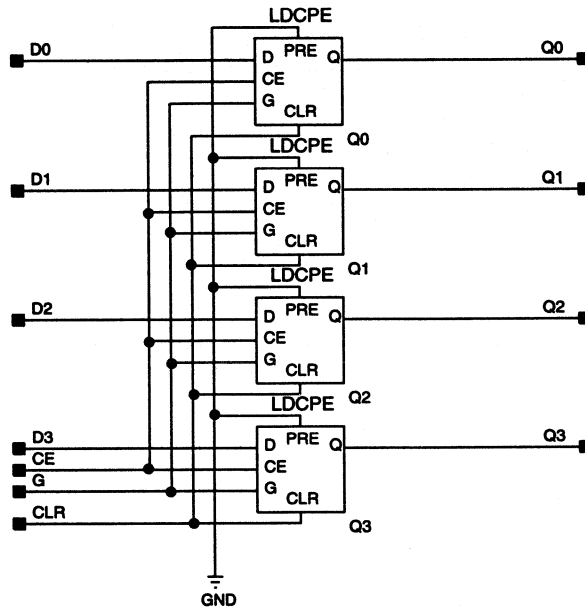 LDCPE
D0
PRE
Q0
D
Q
CE
G
CLR
Q0
LDCPE
D1
PRE
Q1
D
Q
CE
G
CLR
Q1
LDCPE
D2
PRE
Q2
D
Q
CE
G
CLR
Q2
LDCPE
D3
PRE
Q3
D
Q
CE
CE
G
G
CLR
CLR
Q3
GND